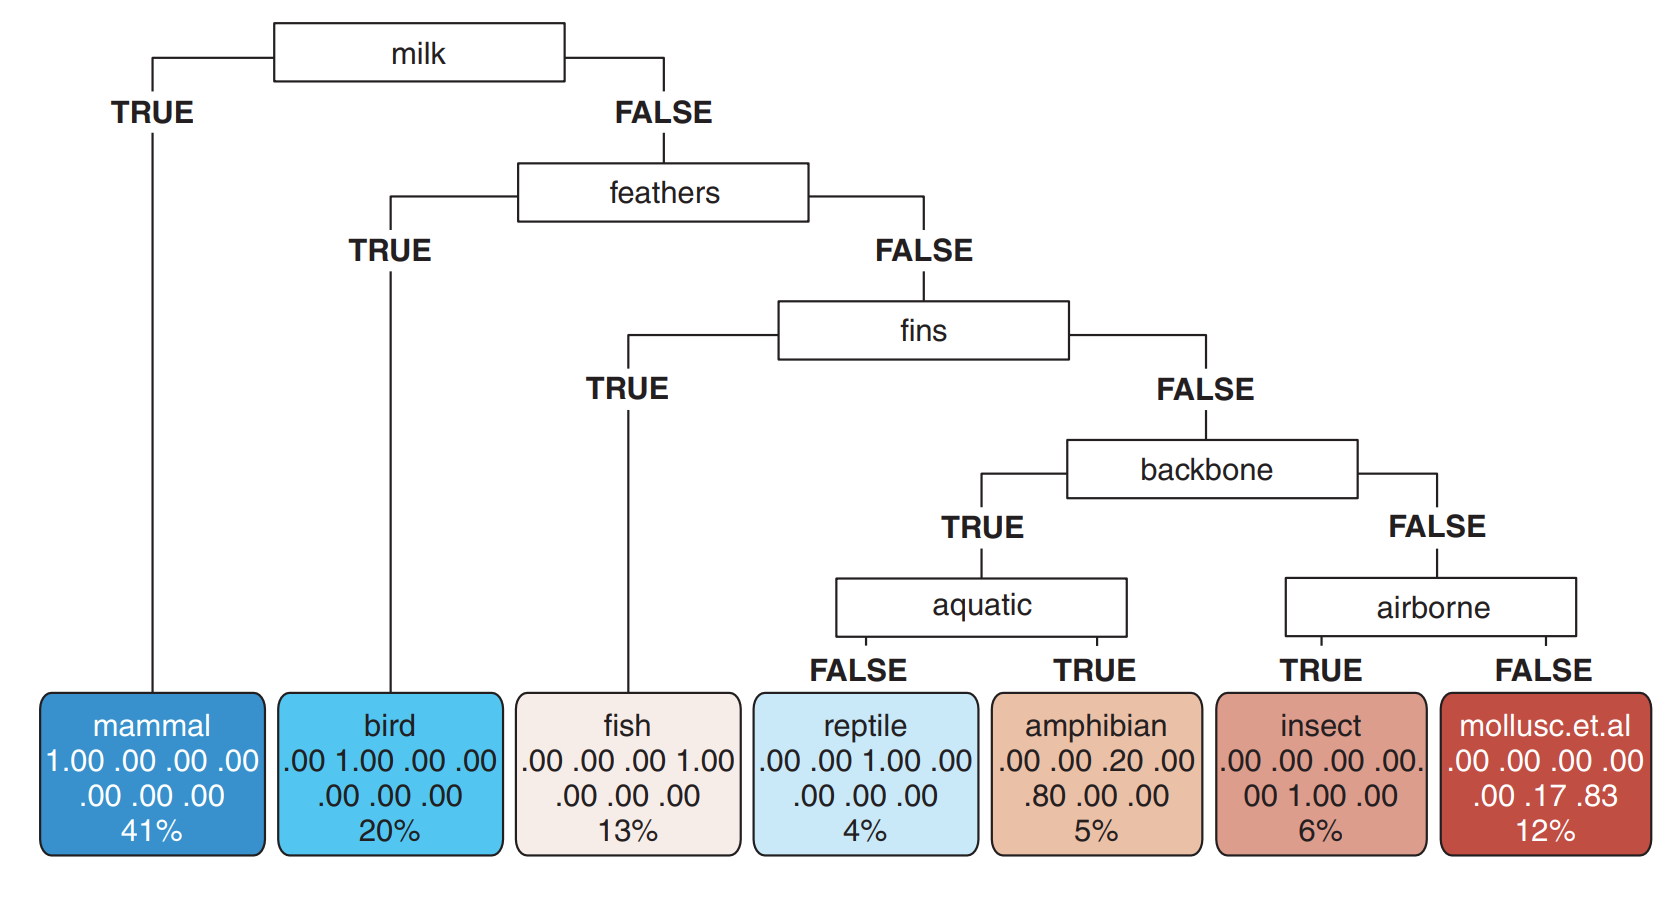 milk
TRUE
FALSE
feathers
TRUE
FALSE
fins
TRUE
FALSE
backbone
TRUE
FALSE
aquatic
airborne
FALSE
TRUE
TRUE
FALSE
mammal
1.00 .00 .00 .00
.00 .00 .00
41%
bird
.00 1.00 .00 .00
.00 .00 .00
20%
fish
.00 .00 .00 1.00
.00 .00 .00
13%
reptile
.00 .00 1.00 .00
.00 .00 .00
4%
amphibian
.00 .00 .20 .00
.80 .00 .00
5%
insect
.00 .00 .00 .00.
00 1.00 .00
6%
mollusc.et.al
.00 .00 .00 .00
.00 .17 .83
12%